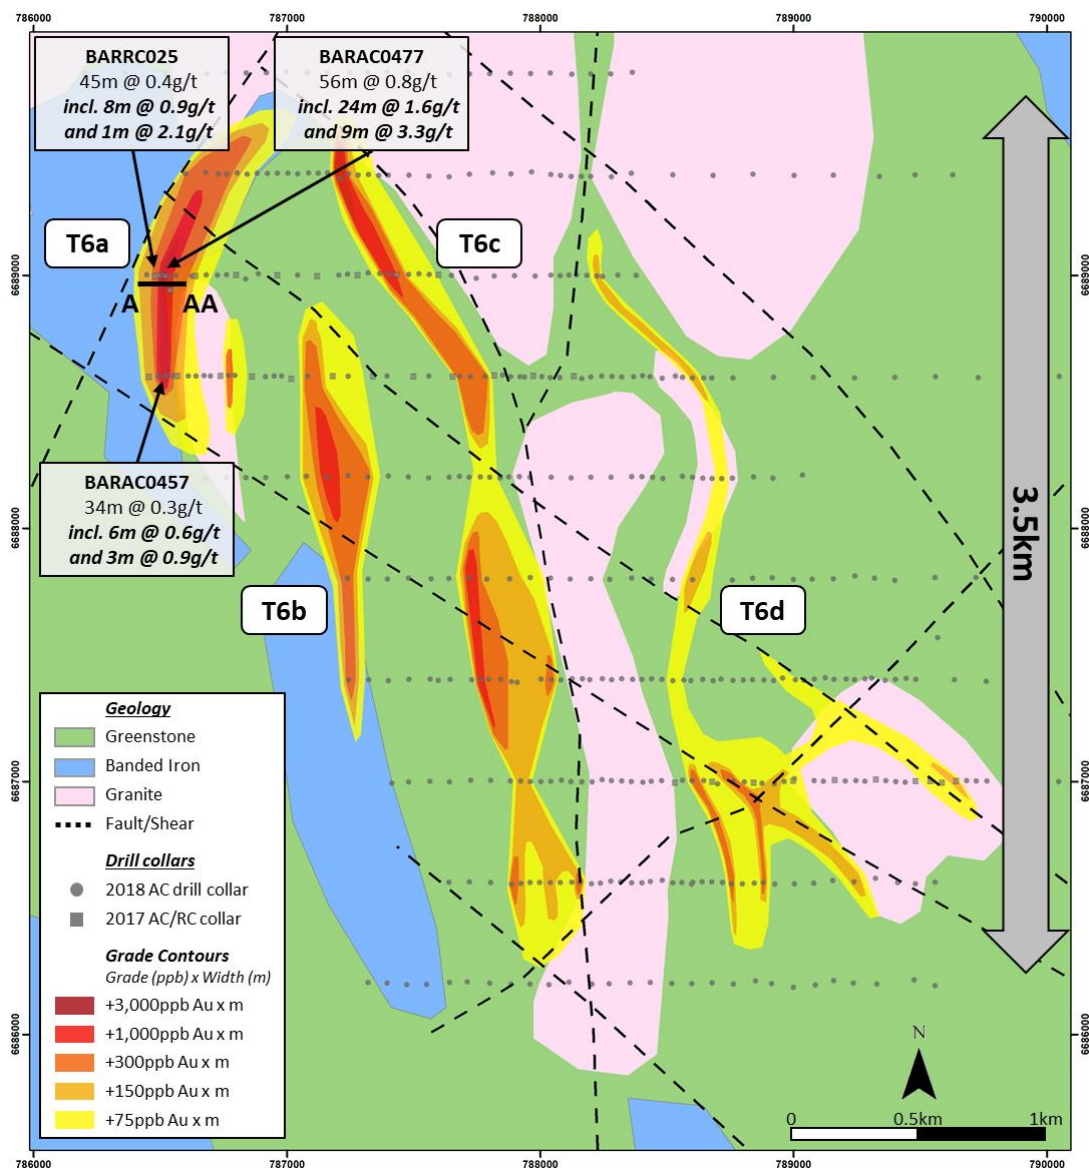 786000
787000
788000
789000
790000
BARRC025
45m @ 0.4g/t
incl. 8m @ 0.9g/t
and 1m @ 2.1g/t
BARAC0477
56m @ 0.8g/t
incl. 24m @ 1.6g/t
and 9m @ 3.3g/t
T6a
T6c
6689000
6689000
A
AA
BARAC0457
34m @ 0.3g/t
incl. 6m @ 0.6g/t
and 3m @ 0.9g/t
6688000
6688000
3.5km
T6b
T6d
Geology
Greenstone
Banded Iron
Granite
Fault/Shear
Drill collars
2018 AC drill collar
2017 AC/RC collar
Grade Contours
Grade (ppb) x Width (m)
+3,000ppb Au x m
+1,000ppb Au x m
+300ppb Au x m
+150ppb Au x m
+75ppb Au x m
6687000
6687000
6686000
6686000
N
0
0.5km
1km
786000
787000
788000
789000
790000